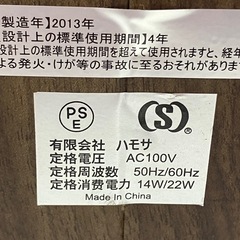 製造年】2013年
設計上の標準使用期間】4年
設計上の標準使用期間を超えて使用されますと、経年
よる発火・けが等の事故に至るおそれがあります
PS
E
S
有限会社 ハモサ
定格電圧 AC100V
定格周波数 50Hz/60Hz
定格消費電力 14W/22W
Made in China